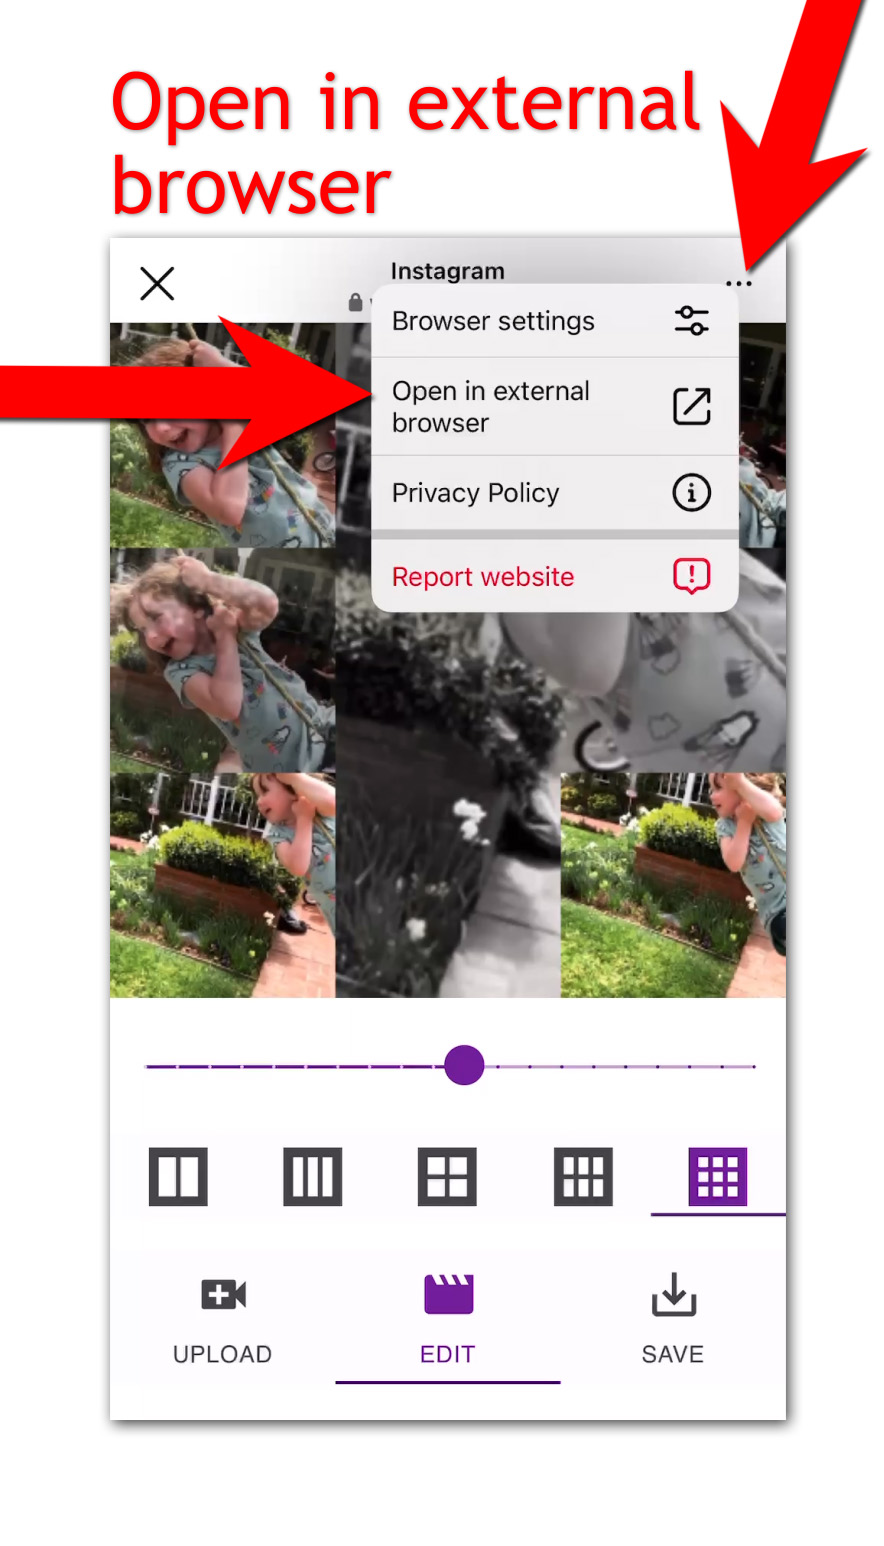 Open in external
browser
Instagram
Browser settings
Open in external
browser
Privacy Policy
Report website
UPLOAD EDIT SAVE